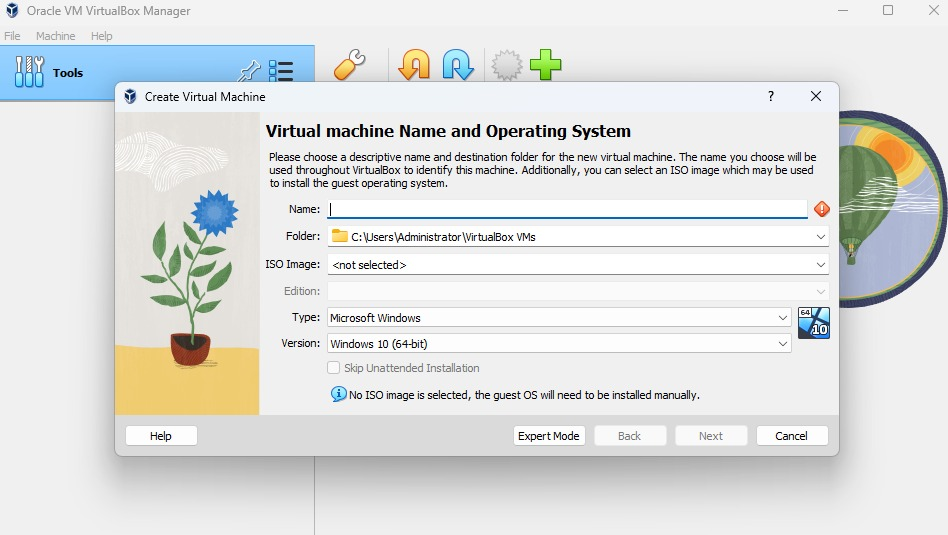 Oracle VM VirtualBox Manager
File Machine Help
Tools
Create Virtual Machine ?
Virtual machine Name and Operating System
Please choose a descriptive name and destination folder for the new virtual machine. The name you choose will be
used throughout VirtualBox to identify this machine. Additionally, you can select an ISO image which may be used
to install the guest operating system.
Name:
Folder: C:\Users\Administrator\VirtualBox VMs
ISO Image: <not selected>
Edition:
Type: Microsoft Windows
64
10
Version: Windows 10 (64-bit)
Skip Unattended Installation
No ISO image is selected, the guest OS will need to be installed manually.
Help Expert Mode Back Next Cancel